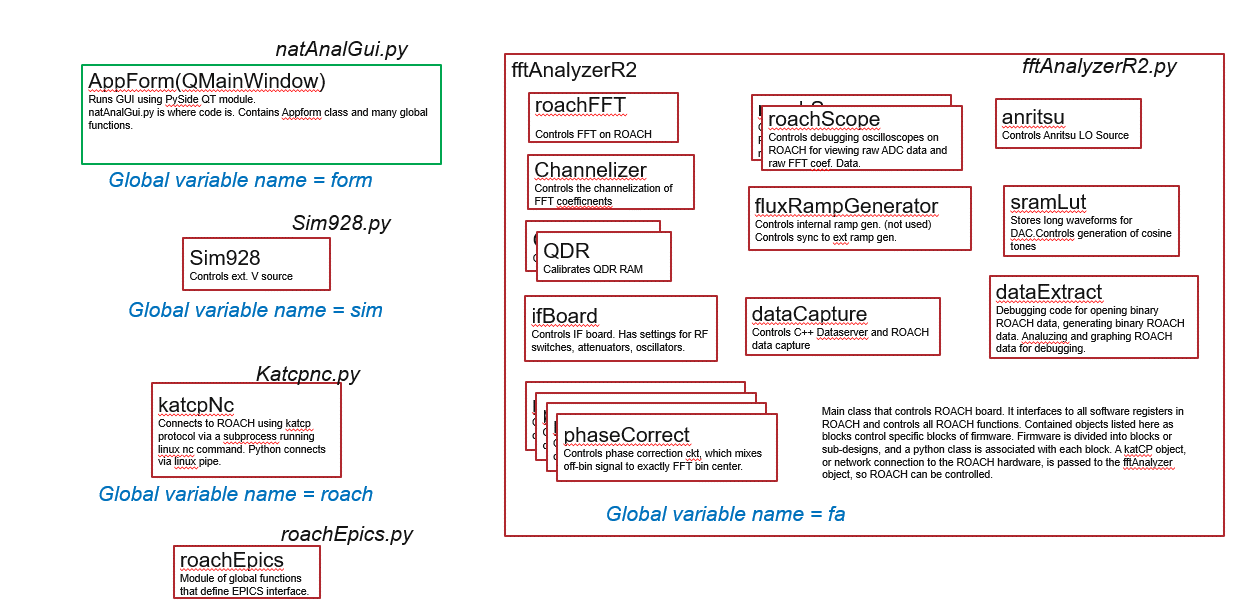 natAnalGui.py
AppForm(QMainWindow)
Runs GUI using PySide QT module.
natAnalGui.py is where code is. Contains Appform class and many global
functions.
Global variable name = form
Sim928.py
Sim928
Controls ext. V source
Global variable name = sim
Katcpnc.py
katcpNc
Connects to ROACH using katcp
protocol via a subprocess running
linux nc command. Python connects
via linux pipe.
Global variable name = roach
roachEpics.py
roachEpics
Module of global functions
that define EPICS interface.
fftAnalyzerR2
fftAnalyzerR2.py
roachFFT
Controls FFT on ROACH
Channelizer
Controls the channelization of
FFT coefficnents
QDR
Calibrates QDR RAM
ifBoard
Controls IF board. Has settings for RF
switches, attenuators, oscillators.
phaseCorrect
Controls phase correction ckt, which mixes
off-bin signal to exactly FFT bin center.
roachScope
Controls debugging oscilloscopes on
ROACH for viewing raw ADC data and
raw FFT coef. Data.
fluxRampGenerator
Controls internal ramp gen. (not used)
Controls sync to ext ramp gen.
dataCapture
Controls C++ Dataserver and ROACH
data capture
anritsu
Controls Anritsu LO Source
sramLut
Stores long waveforms for
DAC.Controls generation of cosine
tones
dataExtract
Debugging code for opening binary
ROACH data, generating binary ROACH
data. Analuzing and graphing ROACH
data for debugging.
Main class that controls ROACH board. It interfaces to all software registers in
ROACH and controls all ROACH functions. Contained objects listed here as
blocks control specific blocks of firmware. Firmware is divided into blocks or
sub-designs, and a python class is associated with each block. A katCP object,
or network connection to the ROACH hardware, is passed to the fftAnalyzer
object, so ROACH can be controlled.
Global variable name = fa